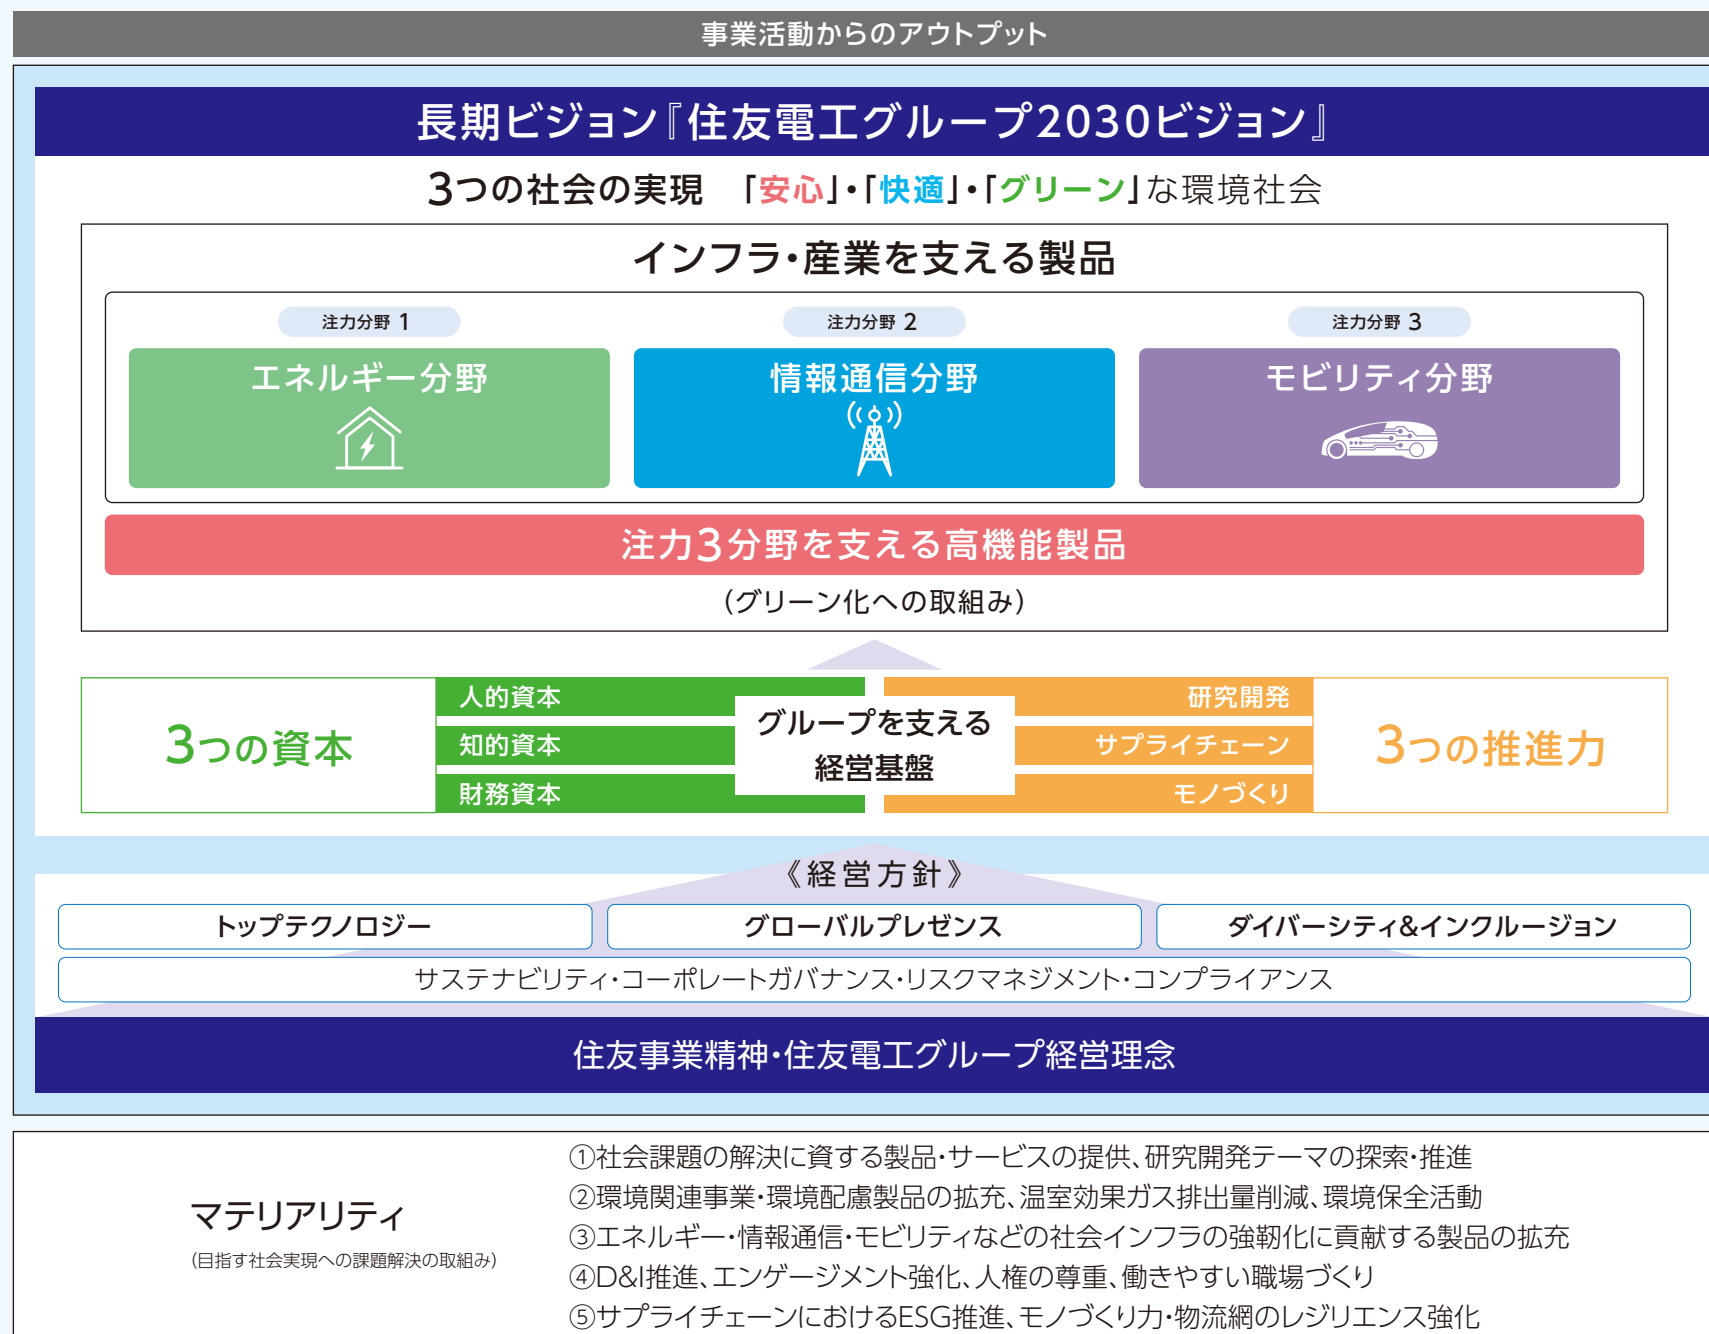 事業活動からのアウトプット
長期ビジョン『住友電工グループ2030ビジョン』
3つの社会の実現 「安心」・「快適」・「グリーン」な環境社会
インフラ・産業を支える製品
注力分野 1
エネルギー分野
注力分野 2
情報通信分野
注力分野 3
モビリティ分野
注力3分野を支える高機能製品
(グリーン化への取組み)
3つの資本
人的資本
知的資本
財務資本
グループを支える
経営基盤
研究開発
サプライチェーン
モノづくり
3つの推進力
《経営方針》
トップテクノロジー
グローバルプレゼンス
ダイバーシティ&インクルージョン
サステナビリティ・コーポレートガバナンス・リスクマネジメント・コンプライアンス
住友事業精神・住友電工グループ経営理念
マテリアリティ
(目指す社会実現への課題解決の取組み)
①社会課題の解決に資する製品・サービスの提供、研究開発テーマの探索・推進
②環境関連事業・環境配慮製品の拡充、温室効果ガス排出量削減、環境保全活動
③エネルギー・情報通信・モビリティなどの社会インフラの強靭化に貢献する製品の拡充
④D&I推進、エンゲージメント強化、人権の尊重、働きやすい職場づくり
⑤サプライチェーンにおけるESG推進、モノづくり力・物流網のレジリエンス強化